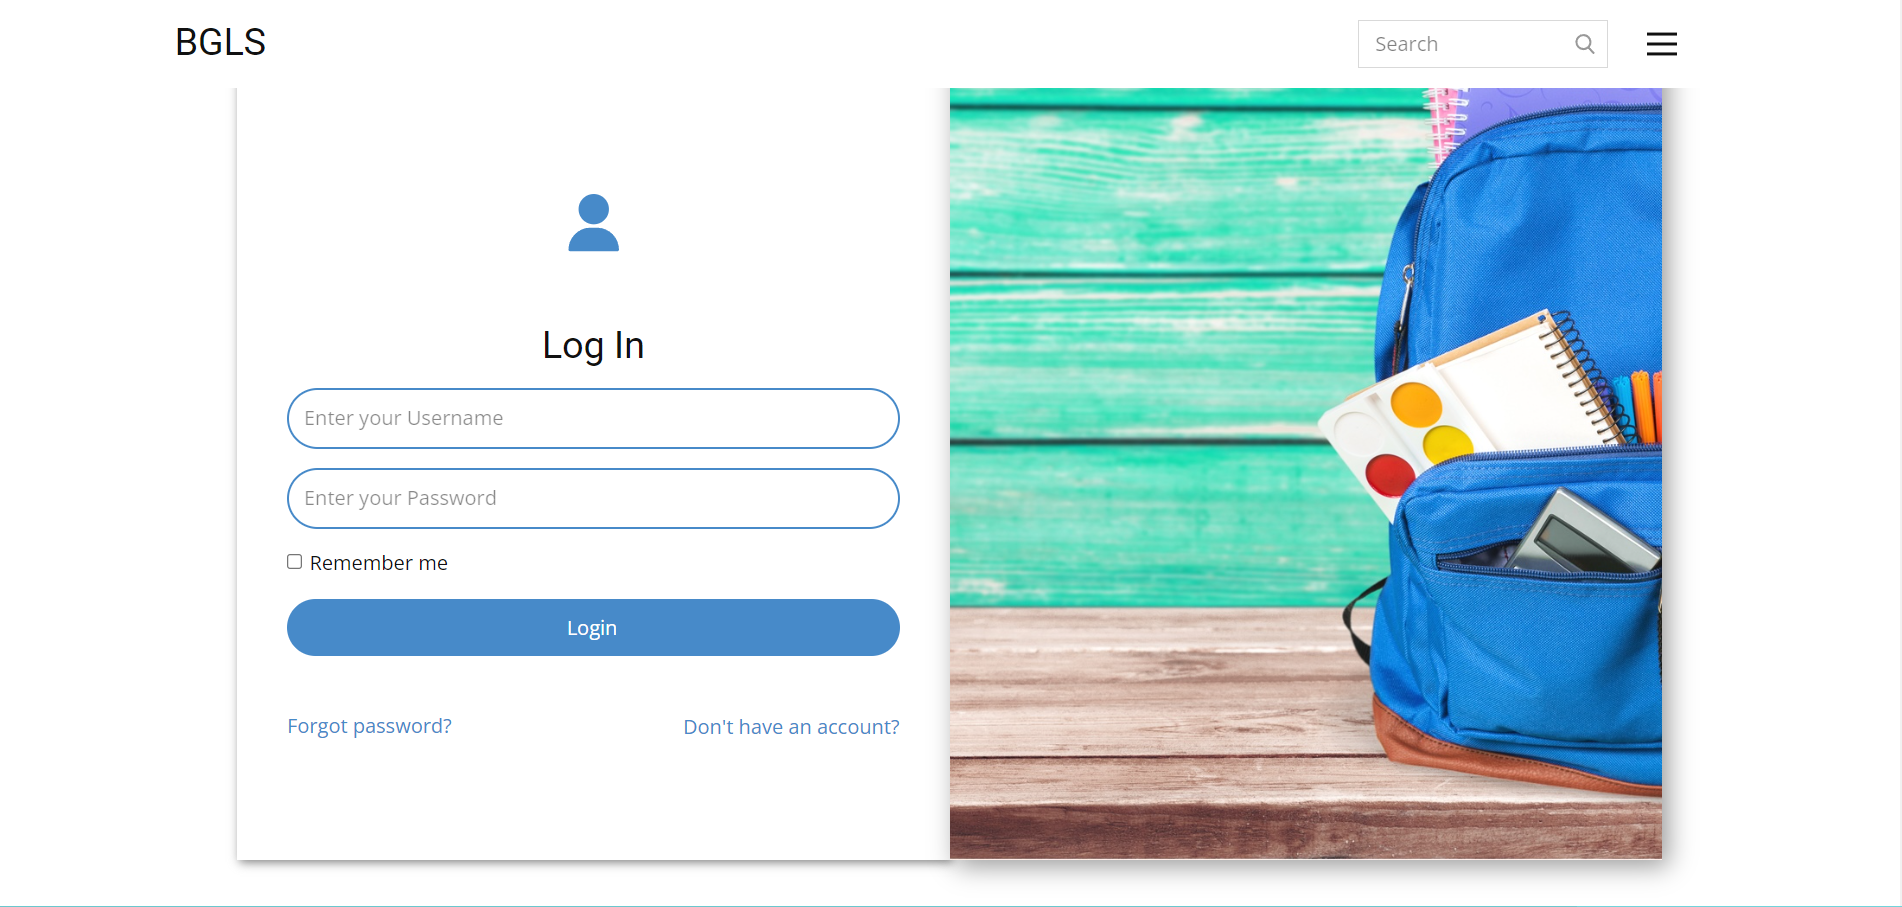 BGLS
Search
Log In
Enter your Username
Enter your Password
Remember me
Login
Forgot password?
Don't have an account?